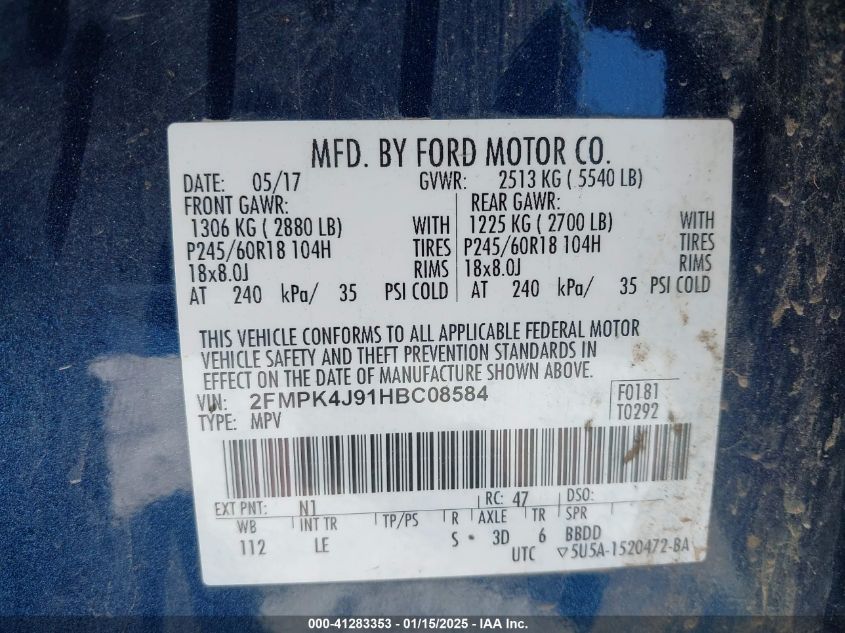 MFD. BY FORD MOTOR CO.
DATE: 05/17 GVWR: 2513 KG ( 5540 LB)
FRONT GAWR: REAR GAWR:
1306 KG ( 2880 LB) WITH 1225 KG ( 2700 LB) WITH
P245/60R18 104H TIRES P245/60R18 104H TIRES
18x8.0J RIMS 18x8.0J RIMS
AT 240 kPa/ 35 PSI COLD AT 240 kPa/ 35 PSI COLD
THIS VEHICLE CONFORMS TO ALL APPLICABLE FEDERAL MOTOR
VEHICLE SAFETY AND THEFT PREVENTION STANDARDS IN
EFFECT ON THE DATE OF MANUFACTURE SHOWN ABOVE.
VIN: 2FMPK4J91HBC08584 F0181
TYPE: MPV T0292
EXT PNT: N1 RC: 47 DSO:
WB INT TR TP/PS R AXLE TR SPR
112 LE S • 3D 6 BBDD
UTC ▽5U5A-1520472-BA
000-41283353 - 01/15/2025 - IAA, Inc.